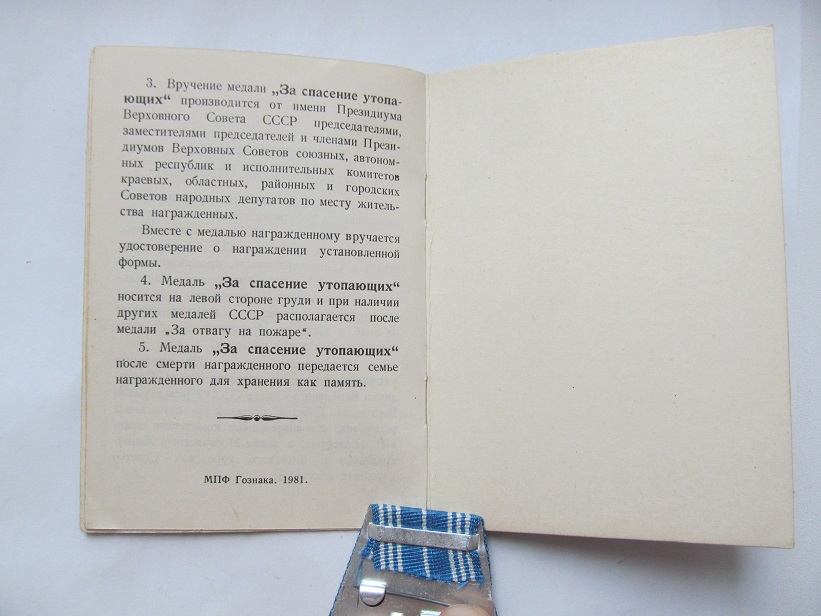 3. Вручение медали „За спасение утопа-
ющих“ производится от имени Президиума
Верховного Совета СССР председателями,
заместителями председателей и членами Прези-
диумов Верховных Советов союзных, автоном-
ных республик и исполнительных комитетов
краевых, областных, районных и городских
Советов народных депутатов по месту житель-
ства награжденных.
Вместе с медалью награжденному вручается
удостоверение о награждении установленной
формы.
4. Медаль „За спасение утопающих“
носится на левой стороне груди и при наличии
других медалей СССР располагается после
медали „За отвагу на пожаре“.
5. Медаль „За спасение утопающих“
после смерти награжденного передается семье
награжденного для хранения как память.
МПФ Гознака. 1981.